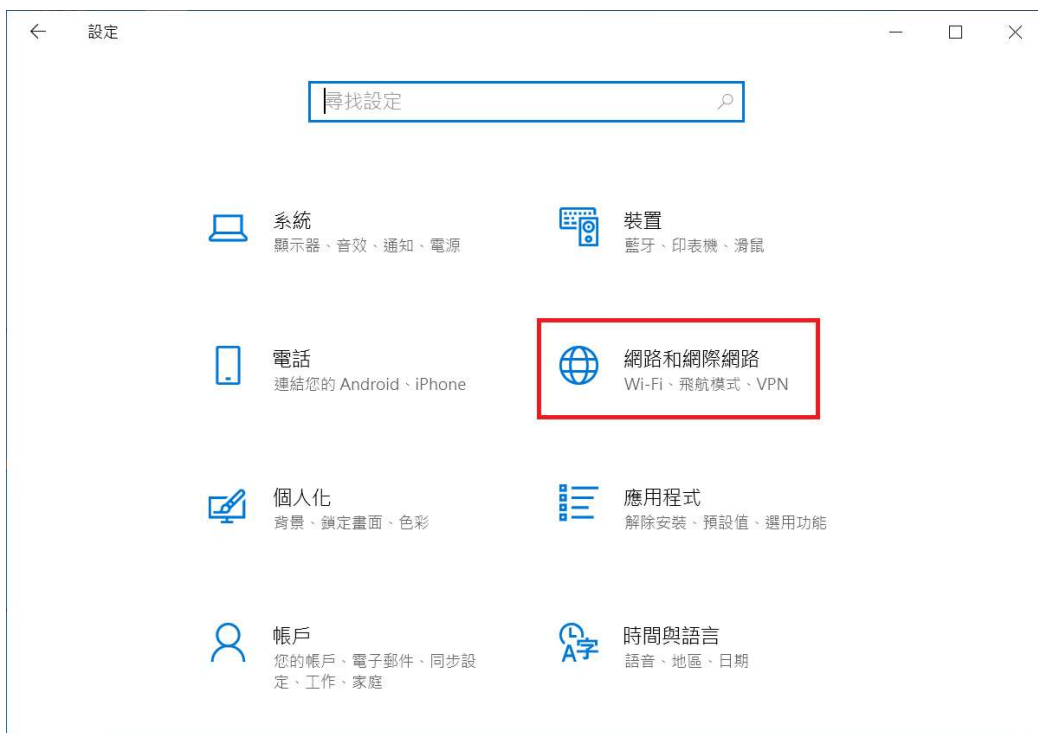 設定
尋找設定
系統
顯示器、音效、通知、電源
裝置
藍牙、印表機、滑鼠
電話
連結您的 Android、iPhone
網路和網際網路
Wi-Fi、飛航模式、VPN
個人化
背景、鎖定畫面、色彩
應用程式
解除安裝、預設值、選用功能
帳戶
您的帳戶、電子郵件、同步設
定、工作、家庭
時間與語言
語音、地區、日期